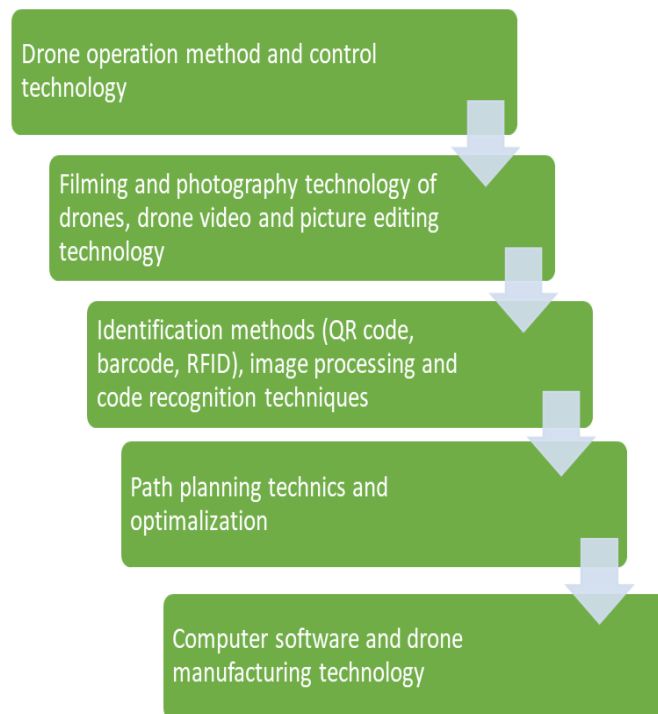 Drone operation method and control
technology
Filming and photography technology of
drones, drone video and picture editing
technology
Identification methods (QR code,
barcode, RFID), image processing and
code recognition techniques
Path planning technics and
optimalization
Computer software and drone
manufacturing technology